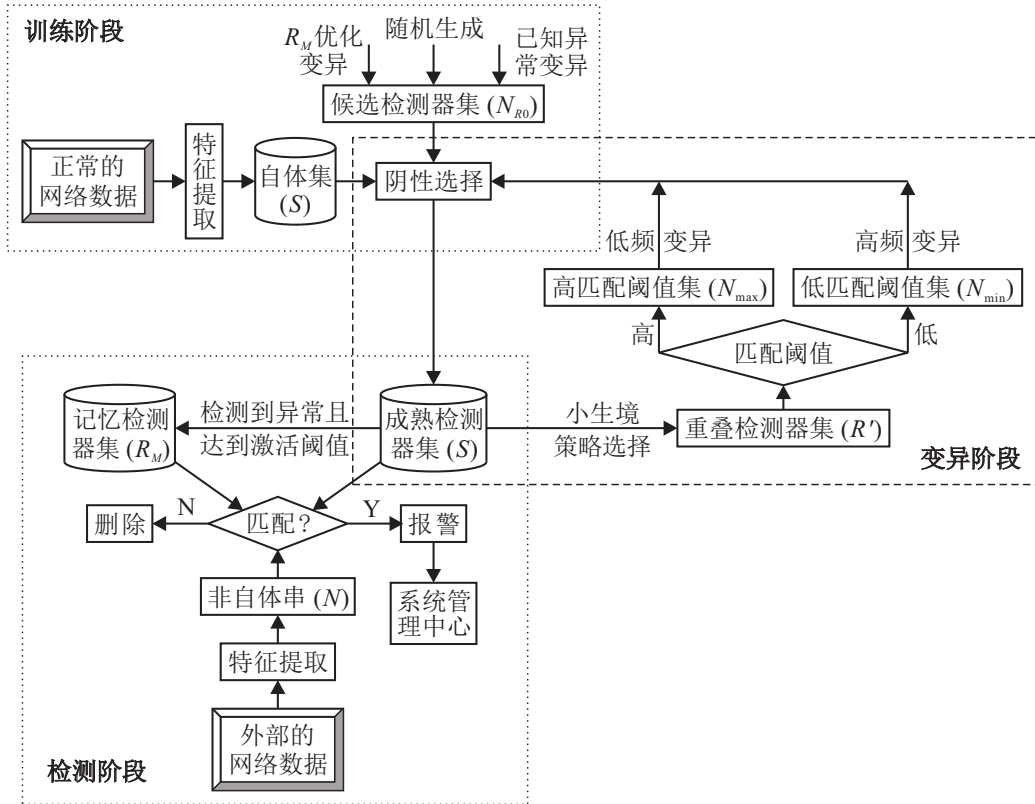 训练阶段
R_M优化
变异
随机生成
已知异
常变异
候选检测器集 (N_{R0})
正常的
网络数据
特征提取
自体集
(S)
阴性选择
低频 变异
高频 变异
高匹配阈值集 (N_{max})
低匹配阈值集 (N_{min})
高
匹配阈值
低
记忆检测
器集 (R_M)
检测到异常且
达到激活阈值
成熟检测
器集 (S)
小生境
策略选择
重叠检测器集 (R')
变异阶段
删除
N
匹配?
Y
报警
非自体串 (N)
系统管
理中心
特征提取
外部的
网络数据
检测阶段